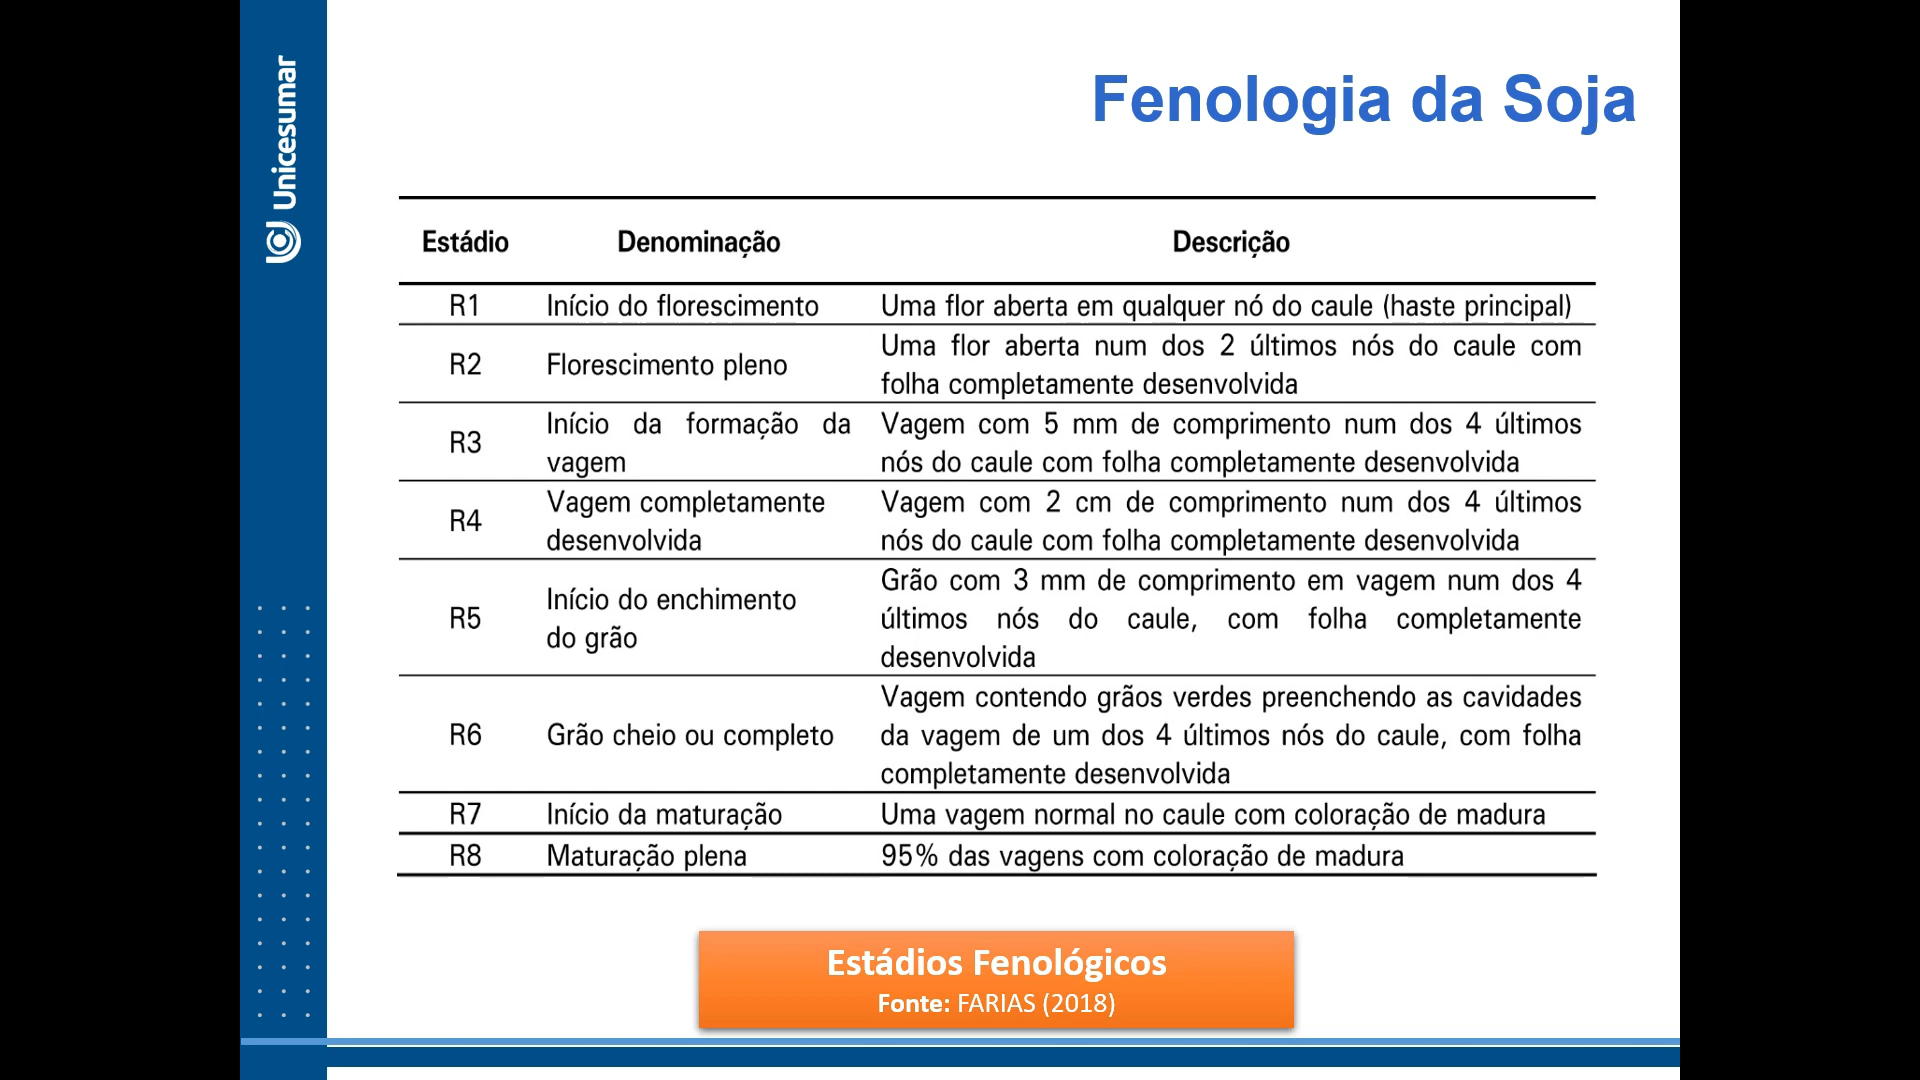 Unicesumar
Fenologia da Soja
Estádio Denominação Descrição
R1 Início do florescimento Uma flor aberta em qualquer nó do caule (haste principal)
R2 Florescimento pleno Uma flor aberta num dos 2 últimos nós do caule com
folha completamente desenvolvida
R3 Início da formação da
vagem
Vagem com 5 mm de comprimento num dos 4 últimos
nós do caule com folha completamente desenvolvida
R4 Vagem completamente
desenvolvida
Vagem com 2 cm de comprimento num dos 4 últimos
nós do caule com folha completamente desenvolvida
R5 Início do enchimento
do grão
Grão com 3 mm de comprimento em vagem num dos 4
últimos nós do caule, com folha completamente
desenvolvida
R6 Grão cheio ou completo
Vagem contendo grãos verdes preenchendo as cavidades
da vagem de um dos 4 últimos nós do caule, com folha
completamente desenvolvida
R7 Início da maturação Uma vagem normal no caule com coloração de madura
R8 Maturação plena 95% das vagens com coloração de madura
Estádios Fenológicos
Fonte: FARIAS (2018)